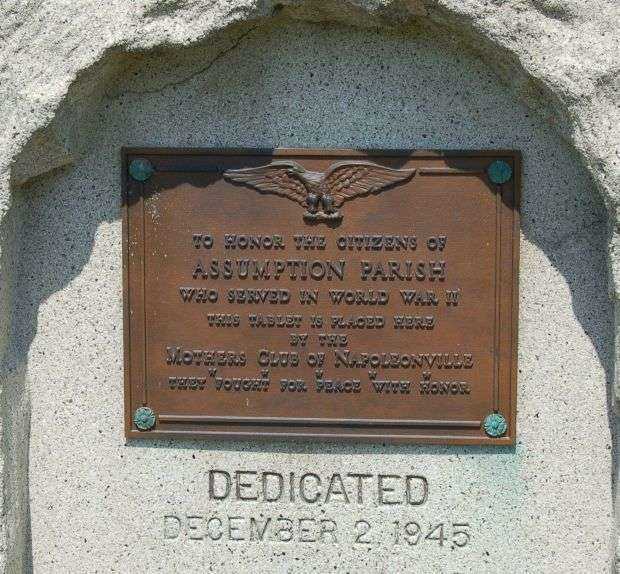 TO HONOR THE CITIZENS OF
ASSUMPTION PARISH
WHO SERVED IN WORLD WAR II
THIS TABLET IS PLACED HERE
BY THE
MOTHERS CLUB OF NAPOLEONVILLE
* * * * *
THEY FOUGHT FOR PEACE WITH HONOR
DEDICATED
DECEMBER 2, 1945